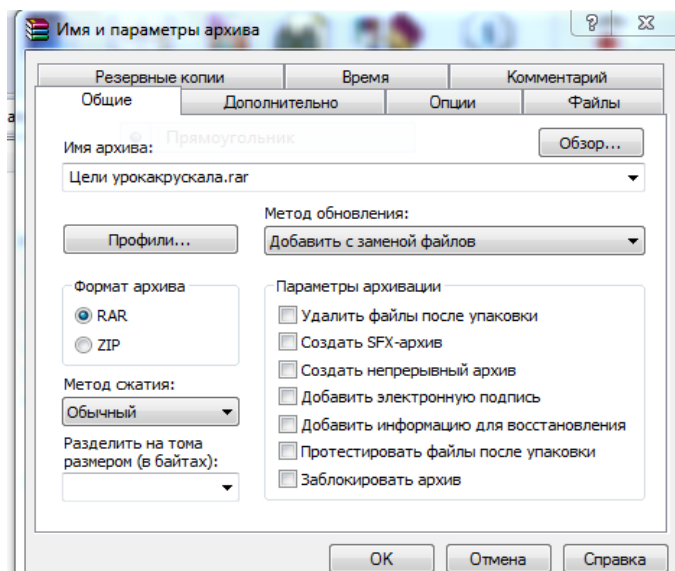 Имя и параметры архива
Резервные копии Время Комментарий
Общие Дополнительно Опции Файлы
Прямоугольник
Имя архива:
Обзор...
Цели урокакрускала.rar
Метод обновления:
Профили...
Добавить с заменой файлов
Формат архива
RAR
ZIP
Метод сжатия:
Обычный
Разделить на тома
размером (в байтах):
Параметры архивации
Удалить файлы после упаковки
Создать SFX-архив
Создать непрерывный архив
Добавить электронную подпись
Добавить информацию для восстановления
Протестировать файлы после упаковки
Заблокировать архив
OK Отмена Справка